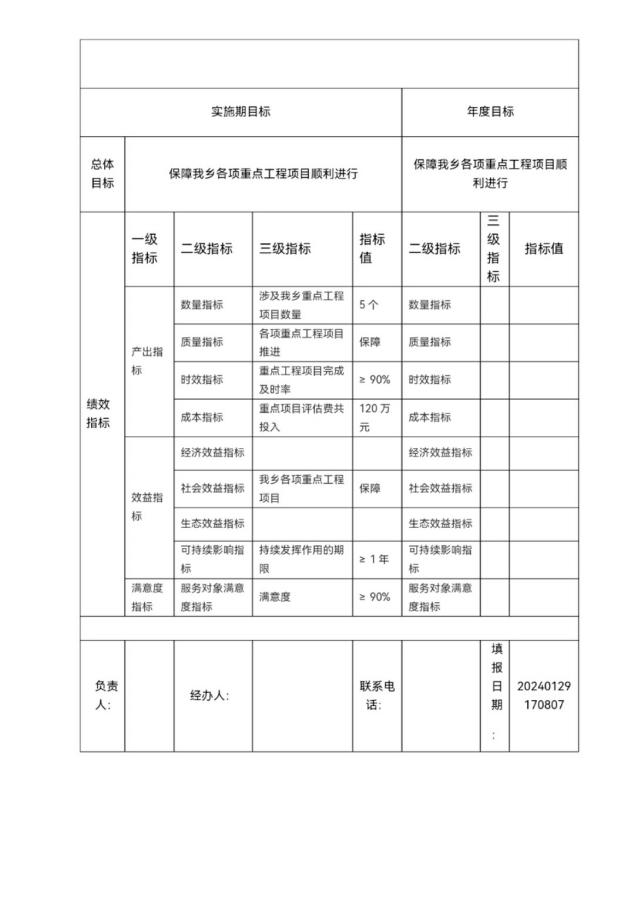 实施期目标 年度目标
总体
目标
保障我乡各项重点工程项目顺利进行
保障我乡各项重点工程项目顺
利进行
绩效
指标
一级
指标
二级指标
三级指标
指标
值
二级指标
三
级
指
标
指标值
产出指
标
数量指标
涉及我乡重点工程
项目数量
5 个
数量指标
质量指标
各项重点工程项目
推进
保障
质量指标
时效指标
重点工程项目完成
及时率
≥ 90%
时效指标
成本指标
重点项目评估费共
投入
120 万
元
成本指标
效益指
标
经济效益指标
经济效益指标
社会效益指标
我乡各项重点工程
项目
保障
社会效益指标
生态效益指标
生态效益指标
可持续影响指
标
持续发挥作用的期
限
≥ 1 年
可持续影响指
标
满意度
指标
服务对象满意
度指标
满意度
≥ 90%
服务对象满意
度指标
负责
人：
经办人：
联系电
话：
填
报
日
期
：
20240129
170807